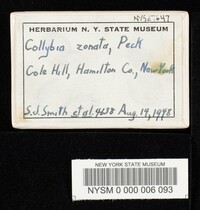 HERBARIUM N. Y. STATE MUSEUM
Collybia zonata, Peck
Cole Hill, Hamilton Co., New York
S.J. Smith et al. 4638 Aug. 14, 1948
NEW YORK STATE MUSEUM
NYSM 0 000 006 093